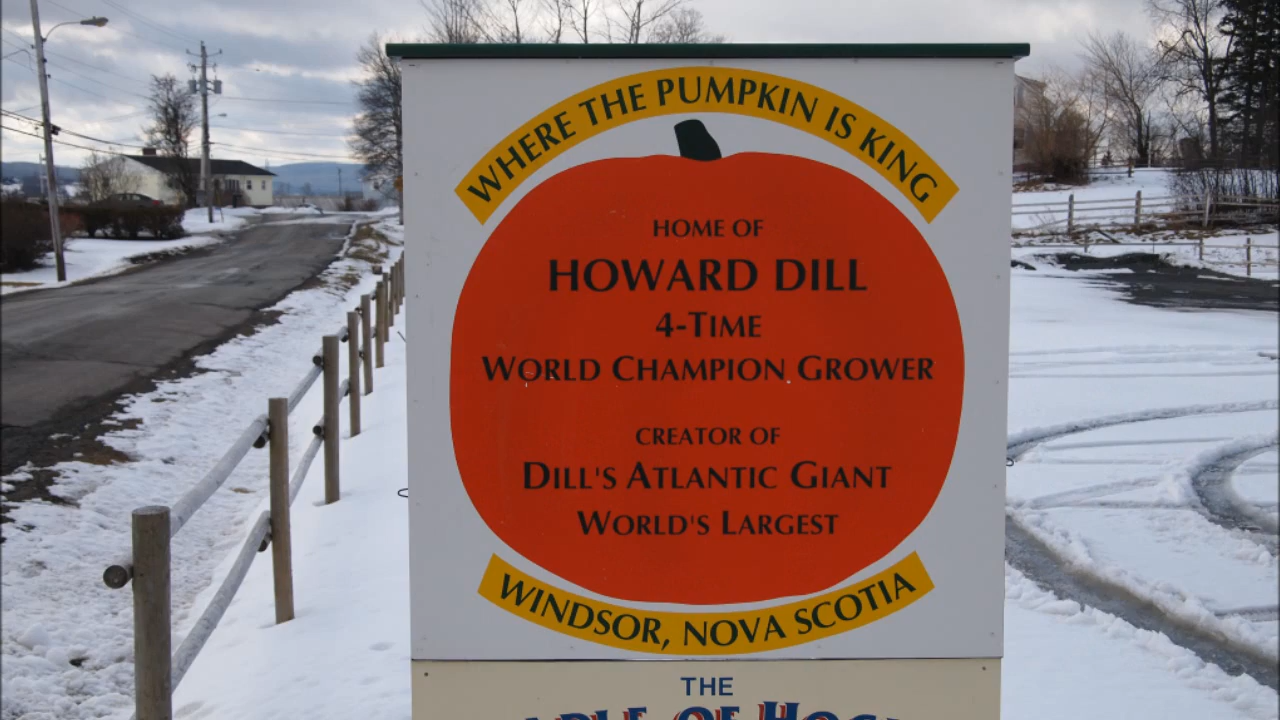 WHERE THE PUMPKIN IS KING
HOME OF
HOWARD DILL
4-TIME
WORLD CHAMPION GROWER
CREATOR OF
DILL'S ATLANTIC GIANT
WORLD'S LARGEST
WINDSOR, NOVA SCOTIA
THE
OF